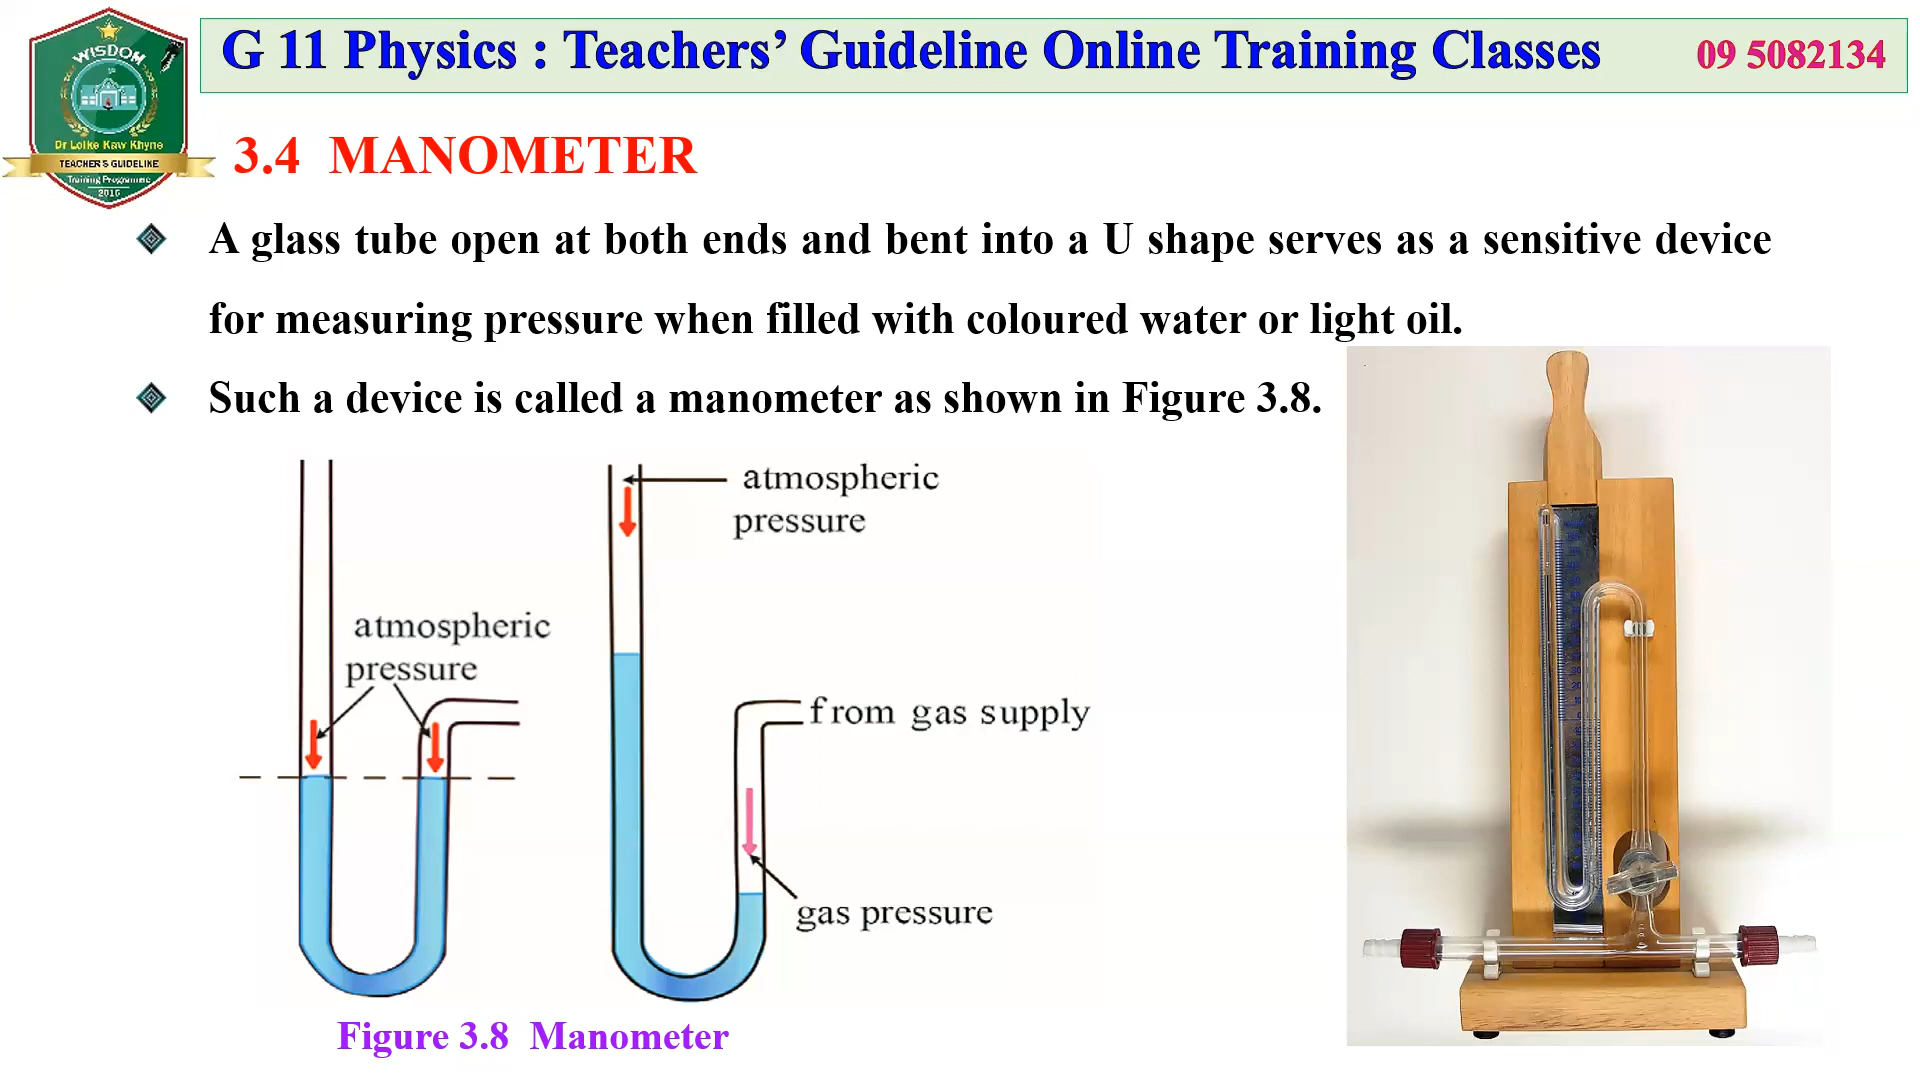 WISDOM
Dr Loike Kaw Khyne
TEACHER'S GUIDELINE
Training Programme
2016
G 11 Physics : Teachers’ Guideline Online Training Classes
09 5082134
3.4 MANOMETER
A glass tube open at both ends and bent into a U shape serves as a sensitive device
for measuring pressure when filled with coloured water or light oil.
Such a device is called a manometer as shown in Figure 3.8.
atmospheric
pressure
atmospheric
pressure
from gas supply
gas pressure
Figure 3.8 Manometer